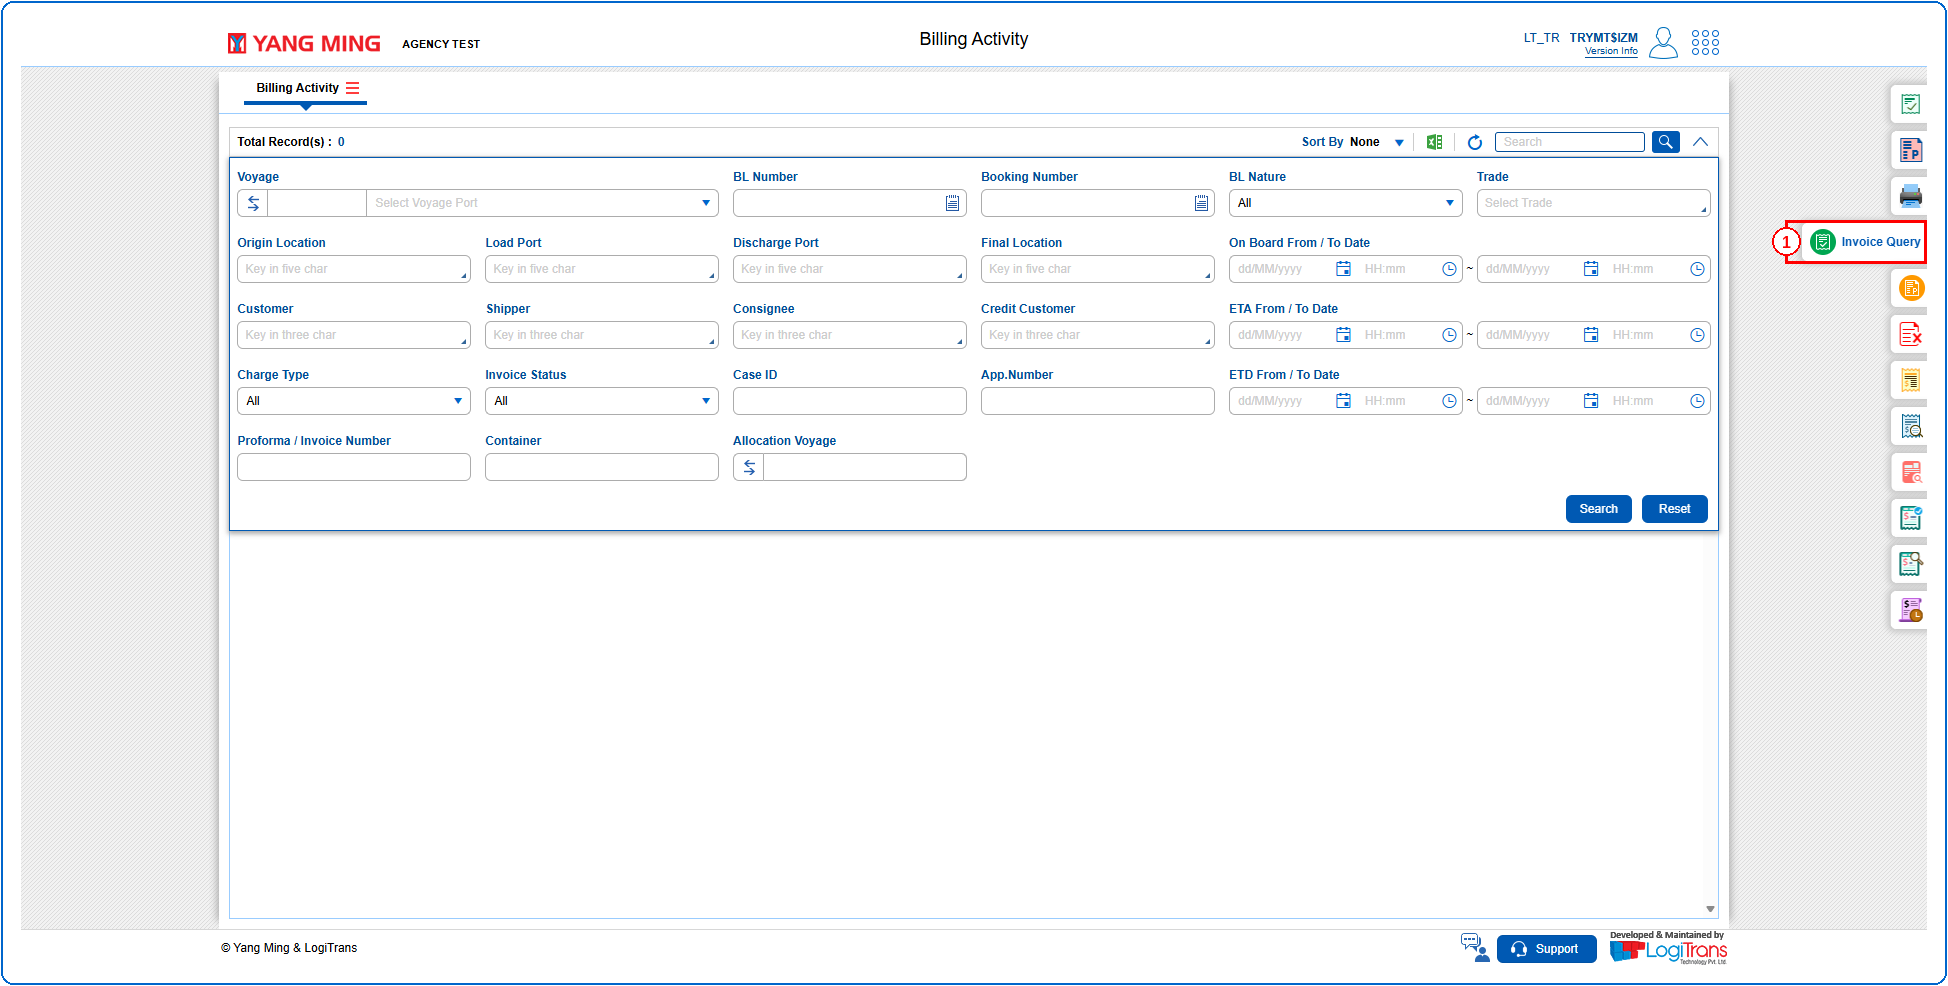 YANG MING AGENCY TEST
Billing Activity
LT_TR TRYMT$IZM
Version Info
Billing Activity
Total Record(s) : 0
Sort By None
Search
Voyage BL Number Booking Number BL Nature Trade
Select Voyage Port All Select Trade
1 Invoice Query
Origin Location Load Port Discharge Port Final Location On Board From / To Date
Key in five char Key in five char Key in five char Key in five char dd/MM/yyyy HH:mm ~ dd/MM/yyyy HH:mm
Customer Shipper Consignee Credit Customer ETA From / To Date
Key in three char Key in three char Key in three char Key in three char dd/MM/yyyy HH:mm ~ dd/MM/yyyy HH:mm
Charge Type Invoice Status Case ID App.Number ETD From / To Date
All All dd/MM/yyyy HH:mm ~ dd/MM/yyyy HH:mm
Proforma / Invoice Number Container Allocation Voyage
Search Reset
© Yang Ming & LogiTrans
Support
Developed & Maintained by
LogiTrans
Technology Pvt. Ltd.